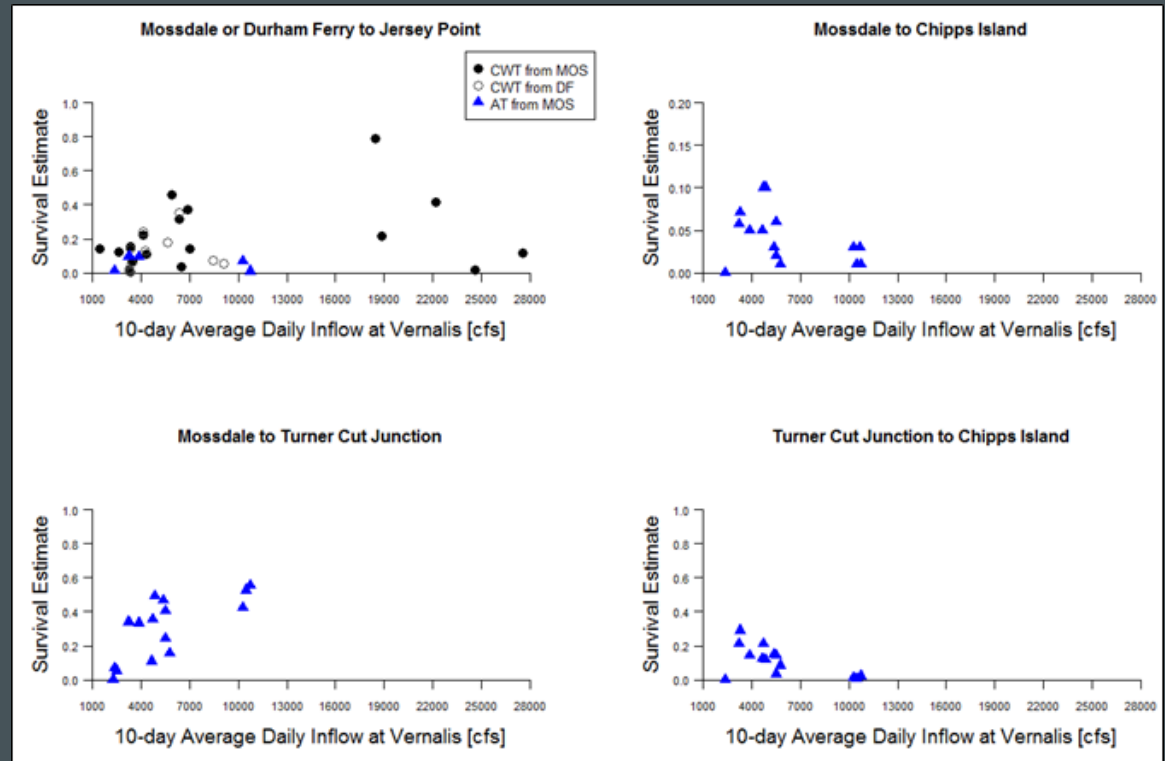 Mossdale or Durham Ferry to Jersey Point
CWT from MOS
CWT from DF
AT from MOS
1.0
0.8
0.6
0.4
0.2
0.0
Survival Estimate
1000 4000 7000 10000 13000 16000 19000 22000 25000 28000
10-day Average Daily Inflow at Vernalis [cfs]
Mossdale to Chipps Island
0.20
0.15
0.10
0.05
0.00
Survival Estimate
1000 4000 7000 10000 13000 16000 19000 22000 25000 28000
10-day Average Daily Inflow at Vernalis [cfs]
Mossdale to Turner Cut Junction
1.0
0.8
0.6
0.4
0.2
0.0
Survival Estimate
1000 4000 7000 10000 13000 16000 19000 22000 25000 28000
10-day Average Daily Inflow at Vernalis [cfs]
Turner Cut Junction to Chipps Island
1.0
0.8
0.6
0.4
0.2
0.0
Survival Estimate
1000 4000 7000 10000 13000 16000 19000 22000 25000 28000
10-day Average Daily Inflow at Vernalis [cfs]